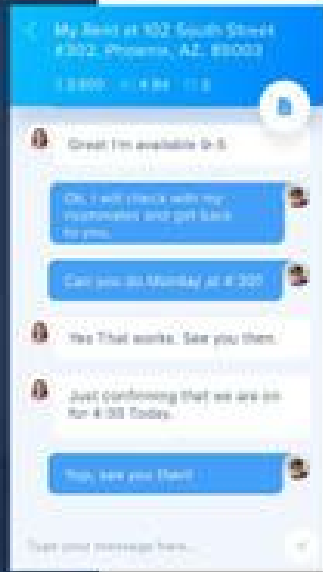 My Rent at 102 South Street
#302, Phoenix, AZ, 85003
Great I'm available 9-5
Ok, I will check with my
roommates and get back
to you.
Can you do Monday at 4:30?
Yes That works. See you then.
Just confirming that we are on
for 4:30 Today.
Yup, see you then!
Type your message here...